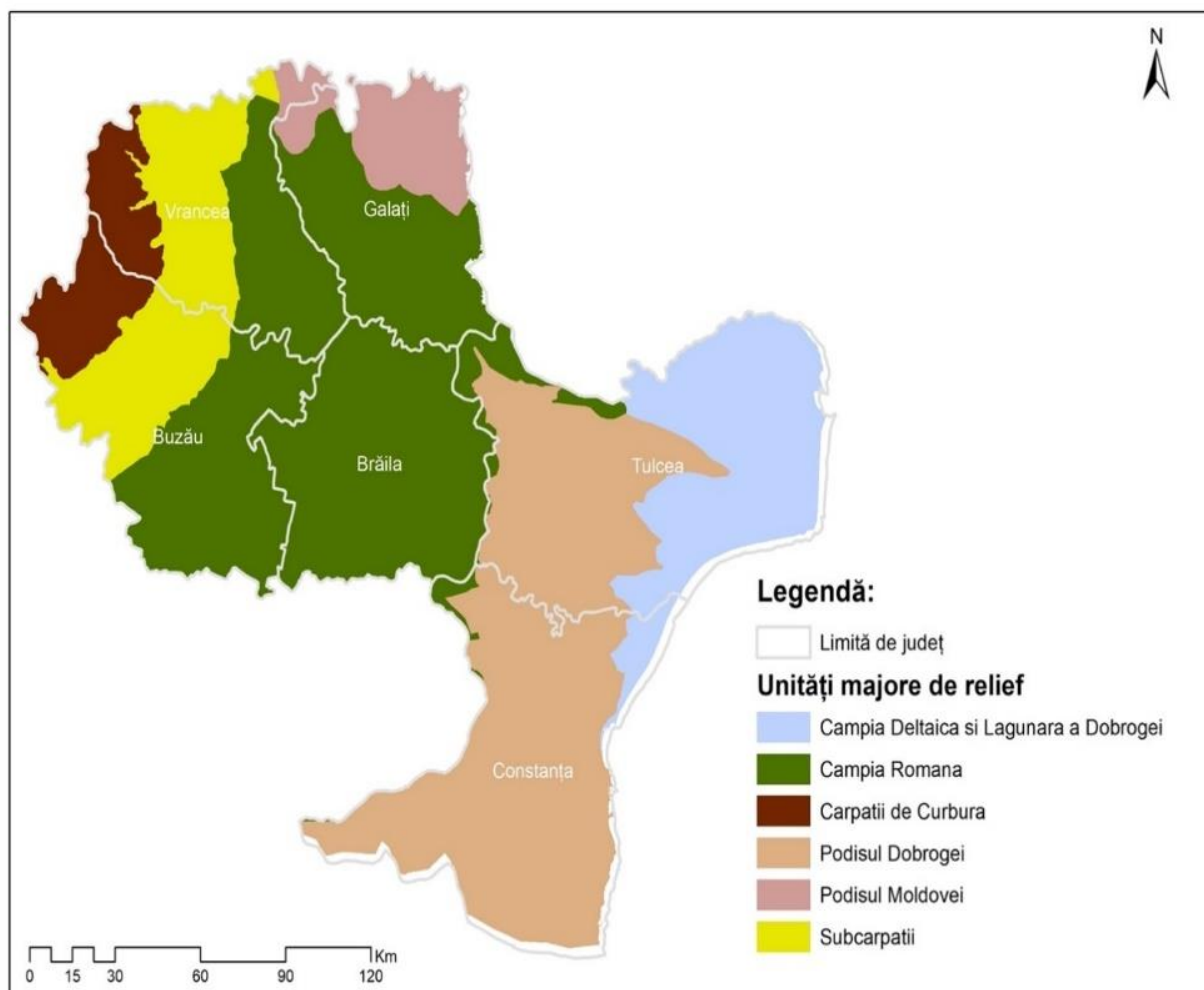 N
Vrancea
Galați
Buzău
Brăila
Tulcea
Constanța
Legendă:
Limită de județ
Unități majore de relief
Campia Deltaica si Lagunara a Dobrogei
Campia Romana
Carpatii de Curbura
Podisul Dobrogei
Podisul Moldovei
Subcarpatii
Km
0 15 30 60 90 120